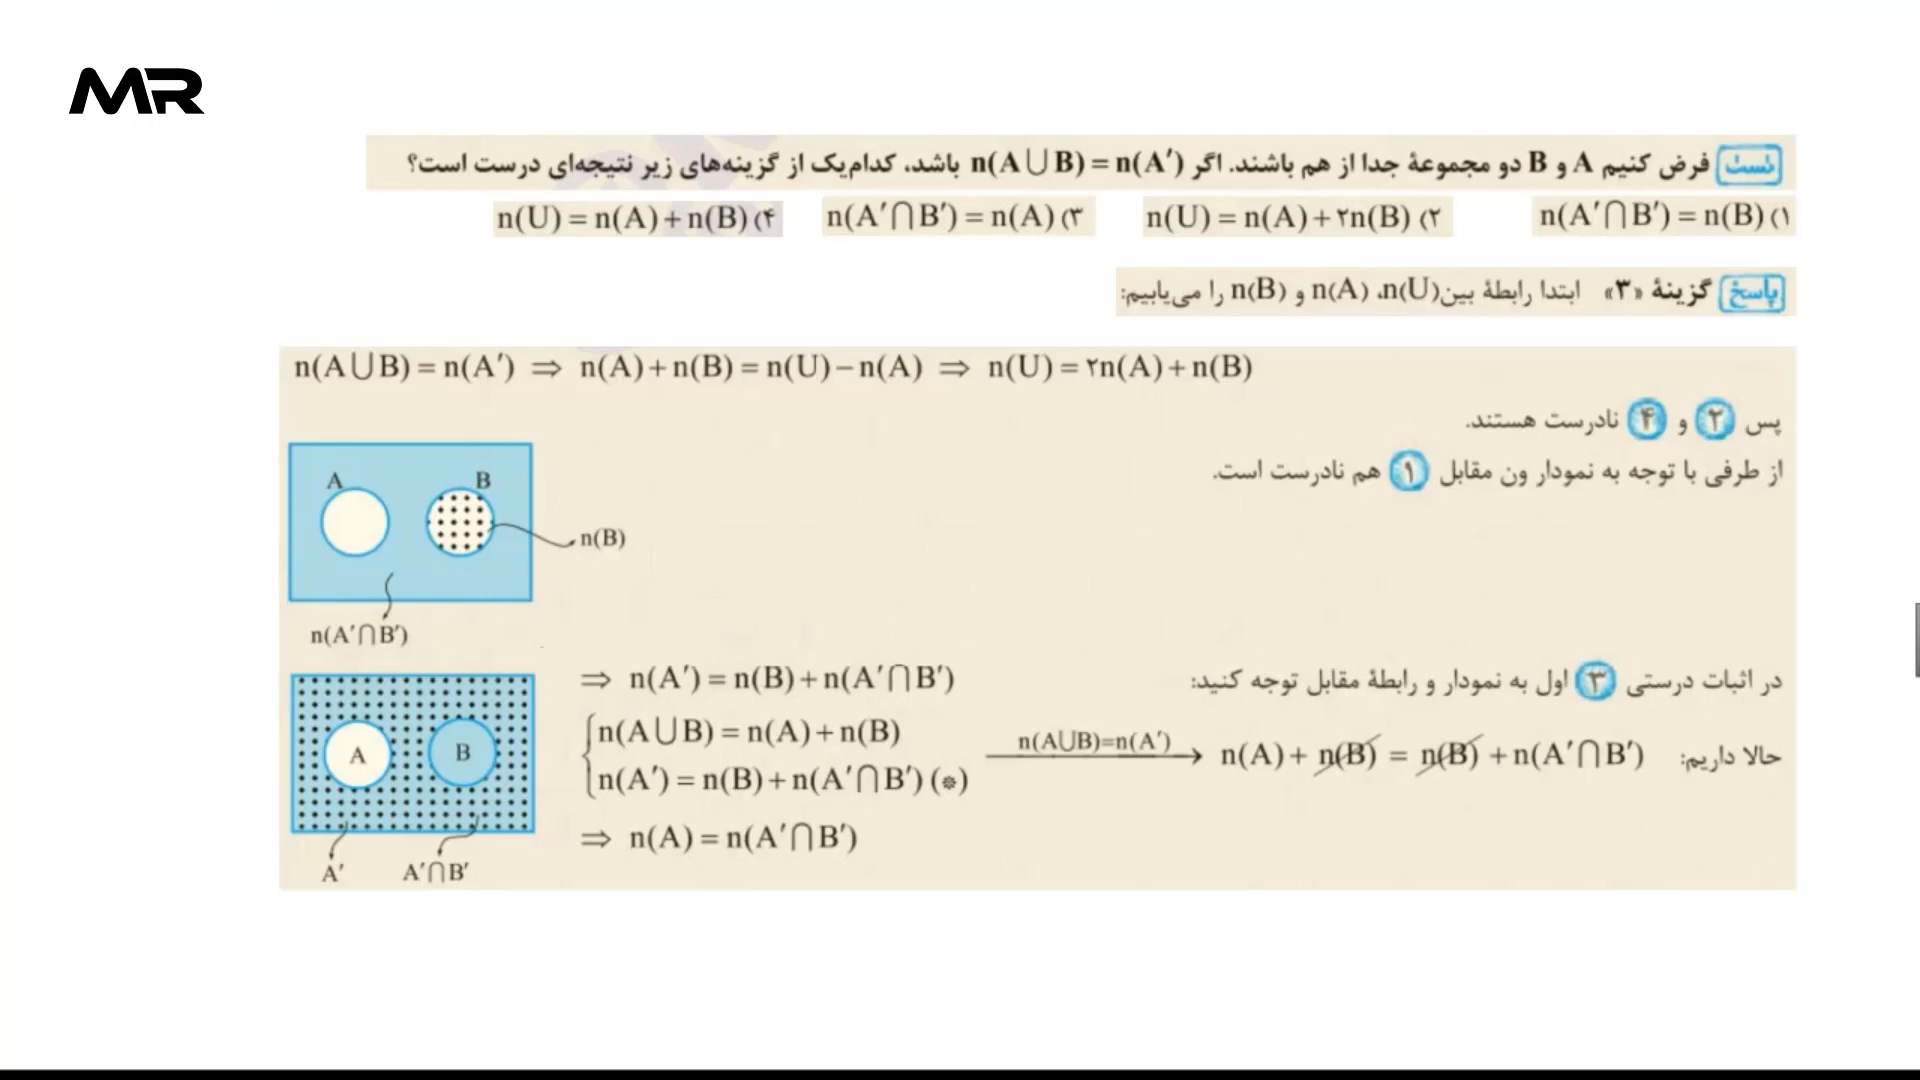 MR
تست فرض کنیم A و B دو مجموعهٔ جدا از هم باشند. اگر n(A∪B) = n(A′) باشد، کدام‌یک از گزینه‌های زیر نتیجه‌ای درست است؟
۱) n(A′∩B′) = n(B) ۲) n(U) = n(A)+۲n(B) ۳) n(A′∩B′) = n(A) ۴) n(U) = n(A)+n(B)
پاسخ گزینهٔ «۳» ابتدا رابطهٔ بین n(U)، n(A) و n(B) را می‌یابیم:
n(A∪B) = n(A′) ⇒ n(A)+n(B) = n(U)−n(A) ⇒ n(U) = ۲n(A)+n(B)
پس ۲ و ۴ نادرست هستند.
از طرفی با توجه به نمودار ون مقابل ۱ هم نادرست است.
A B
n(B)
n(A′∩B′)
در اثبات درستی ۳ اول به نمودار و رابطهٔ مقابل توجه کنید:
⇒ n(A′) = n(B)+n(A′∩B′)
A B
A′ A′∩B′
حالا داریم:
n(A∪B) = n(A)+n(B)
n(A′) = n(B)+n(A′∩B′) (*)
n(A∪B)=n(A′)
n(A)+ n(B) = n(B) +n(A′∩B′)
⇒ n(A) = n(A′∩B′)